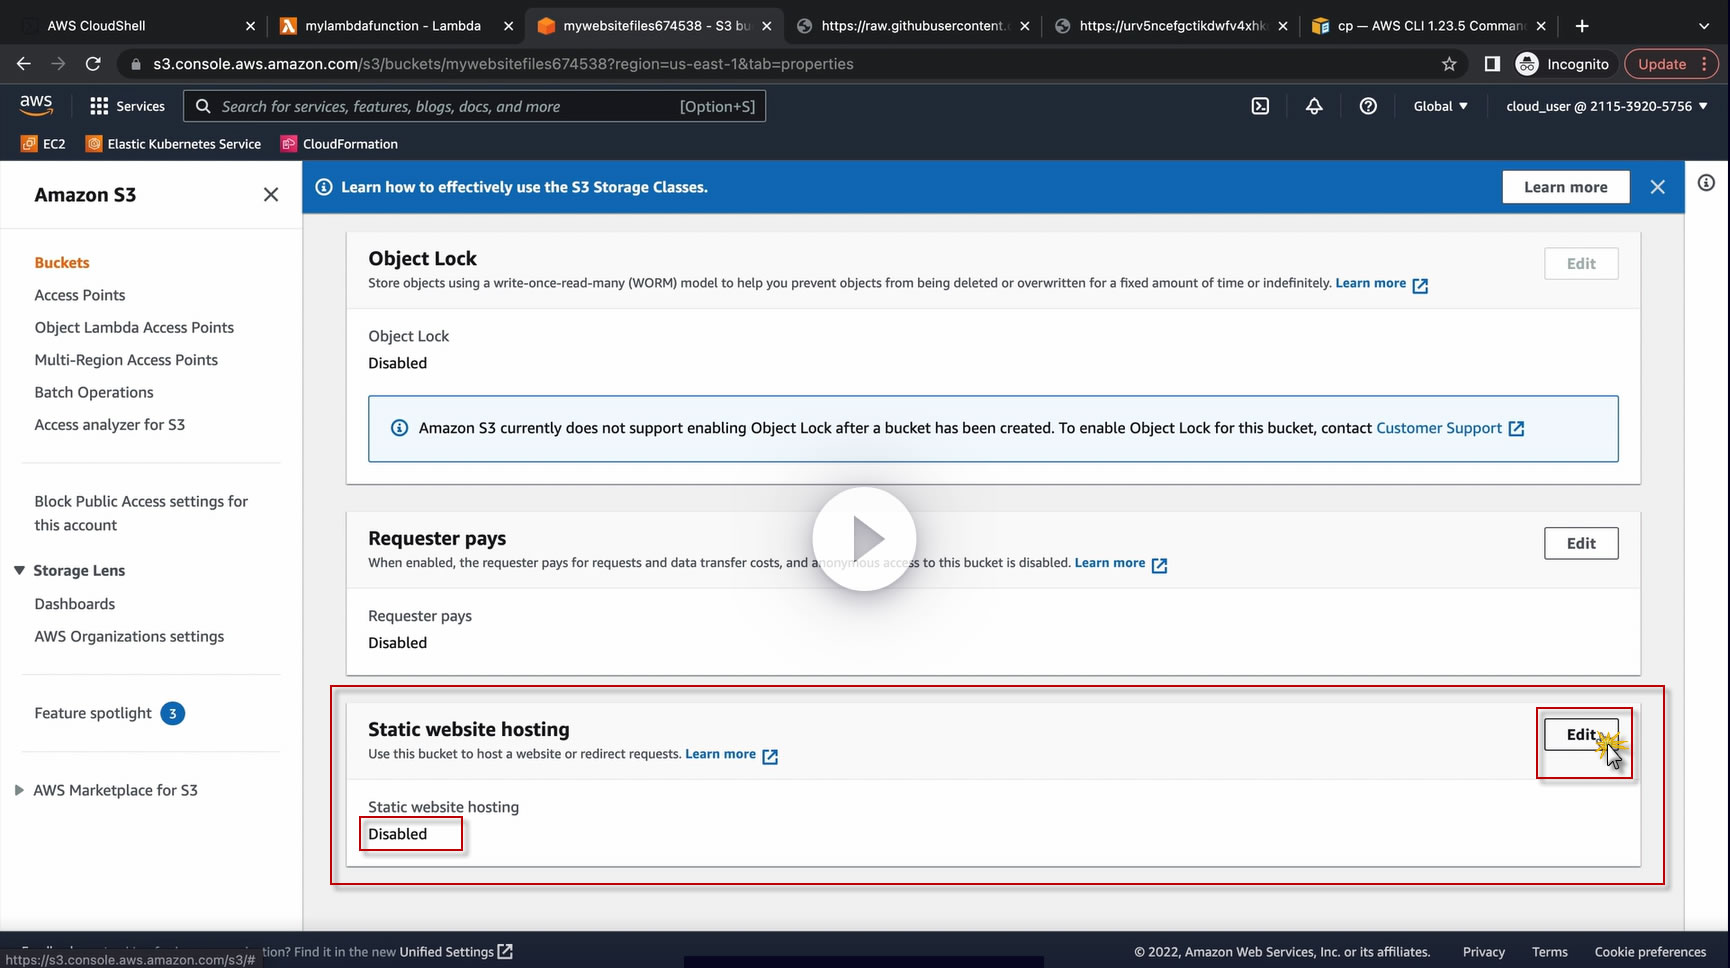 AWS CloudShell
mylambdafunction - Lambda
mywebsitefiles674538 - S3 bu
https://raw.githubusercontent.
https://urv5ncefgctikdwfv4xhk
cp — AWS CLI 1.23.5 Comman
s3.console.aws.amazon.com/s3/buckets/mywebsitefiles674538?region=us-east-1&tab=properties
Incognito
Update
aws
Services
Search for services, features, blogs, docs, and more
[Option+S]
Global
cloud_user @ 2115-3920-5756
EC2
Elastic Kubernetes Service
CloudFormation
Amazon S3
Buckets
Access Points
Object Lambda Access Points
Multi-Region Access Points
Batch Operations
Access analyzer for S3
Block Public Access settings for
this account
Storage Lens
Dashboards
AWS Organizations settings
Feature spotlight 3
AWS Marketplace for S3
Learn how to effectively use the S3 Storage Classes.
Learn more
Object Lock
Edit
Store objects using a write-once-read-many (WORM) model to help you prevent objects from being deleted or overwritten for a fixed amount of time or indefinitely. Learn more
Object Lock
Disabled
Amazon S3 currently does not support enabling Object Lock after a bucket has been created. To enable Object Lock for this bucket, contact Customer Support
Requester pays
Edit
When enabled, the requester pays for requests and data transfer costs, and anonymous access to this bucket is disabled. Learn more
Requester pays
Disabled
Static website hosting
Edit
Use this bucket to host a website or redirect requests. Learn more
Static website hosting
Disabled
tion? Find it in the new Unified Settings
© 2022, Amazon Web Services, Inc. or its affiliates.
Privacy
Terms
Cookie preferences
https://s3.console.aws.amazon.com/s3/#